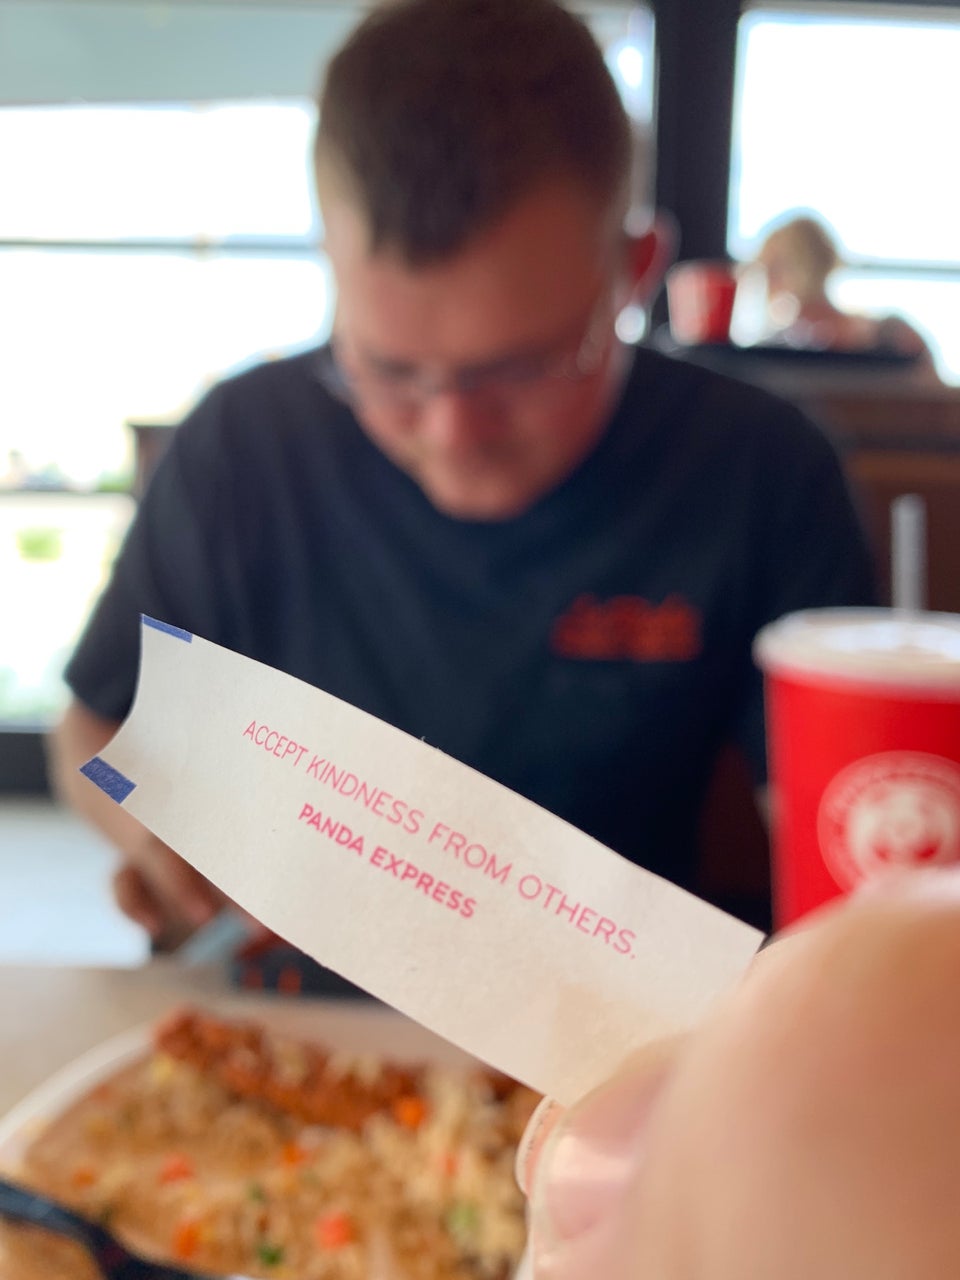 ACCEPT KINDNESS FROM OTHERS.
PANDA EXPRESS